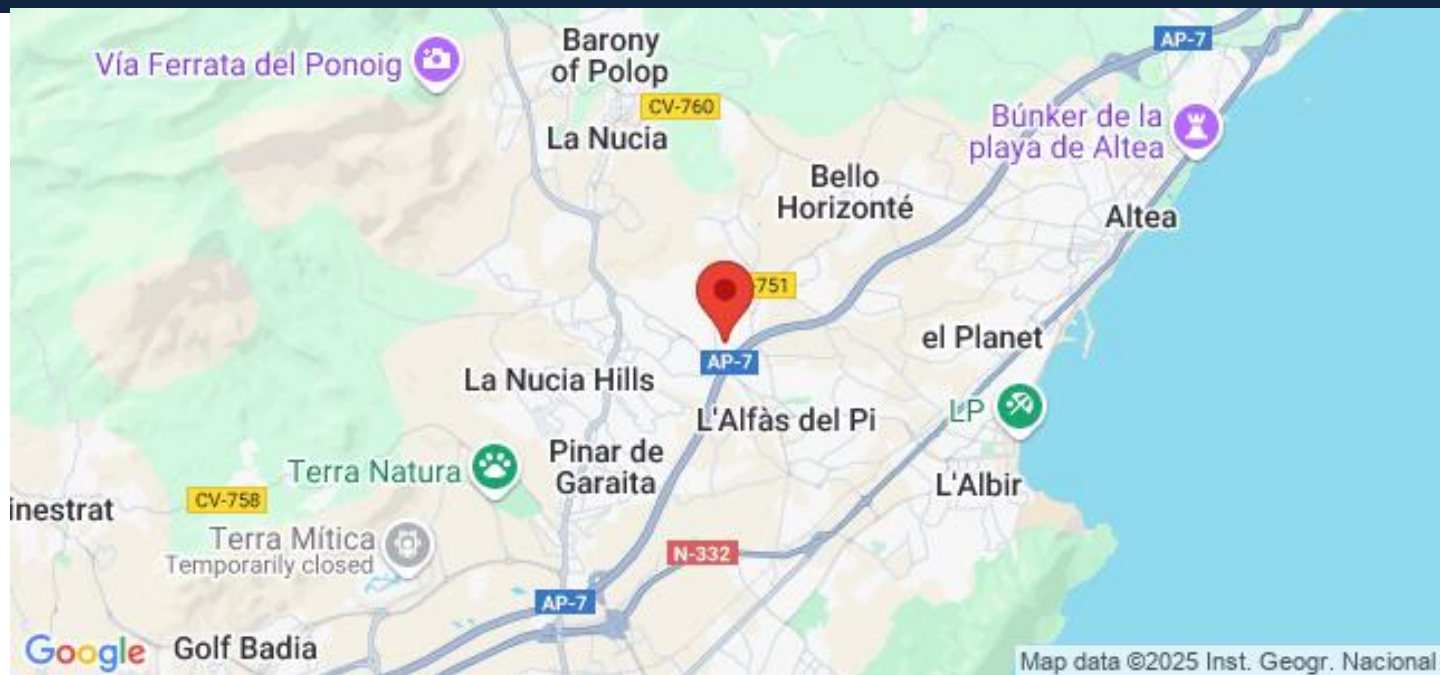 AP-7
Barony
of Polop
Vía Ferrata del Ponoig
CV-760
Búnker de la
playa de Altea
La Nucia
Bello
Horizonté
Altea
-751
el Planet
AP-7
La Nucia Hills
LP
L'Alfàs del Pi
Pinar de
Garaita
Terra Natura
L'Albir
CV-758
inestrat
Terra Mítica
Temporarily closed
N-332
AP-7
Google
Golf Badia
Map data ©2025 Inst. Geogr. Nacional